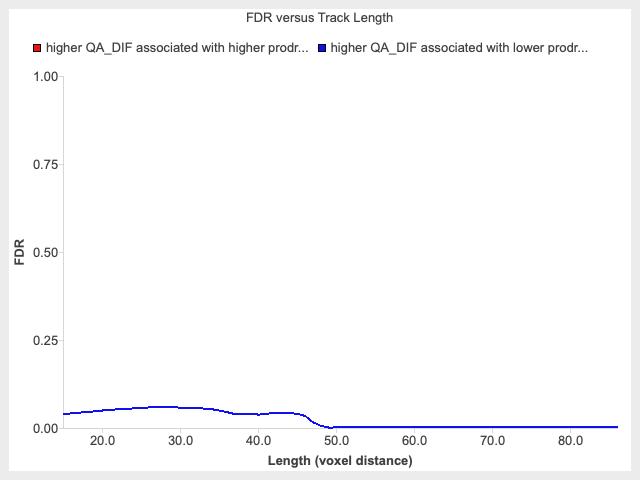 FDR versus Track Length
higher QA_DIF associated with higher prodr... higher QA_DIF associated with lower prodr...
1.00
0.75
0.50
0.25
0.00
FDR
20.0 30.0 40.0 50.0 60.0 70.0 80.0
Length (voxel distance)